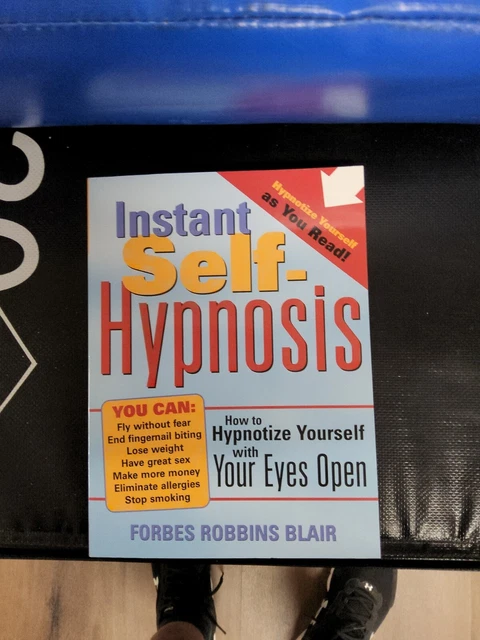 Hypnotize Yourself
as You Read!
Instant
Self-
Hypnosis
YOU CAN:
Fly without fear
End fingernail biting
Lose weight
Have great sex
Make more money
Eliminate allergies
Stop smoking
How to
Hypnotize Yourself
with
Your Eyes Open
FORBES ROBBINS BLAIR